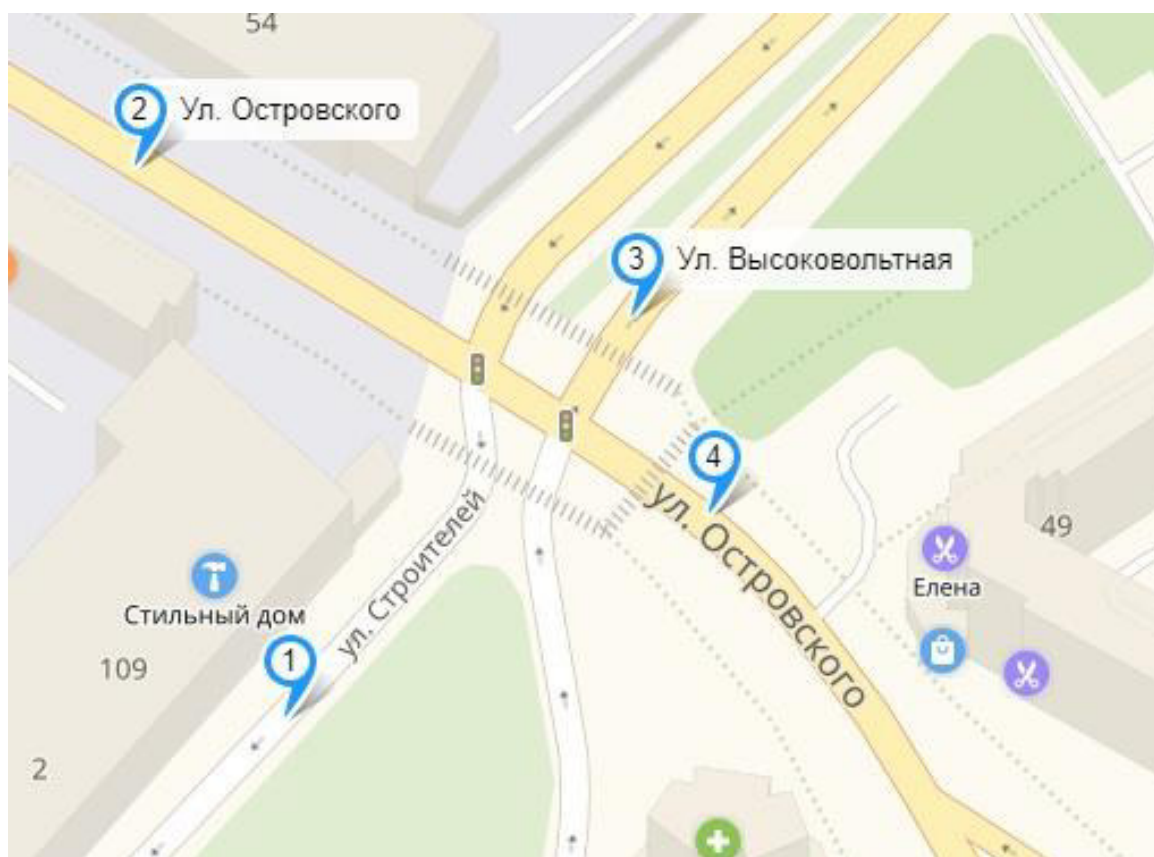 54
2 Ул. Островского
3 Ул. Высоковольтная
4
ул. Островского
49
Елена
ул. Строителей
Стильный дом
1
109
2